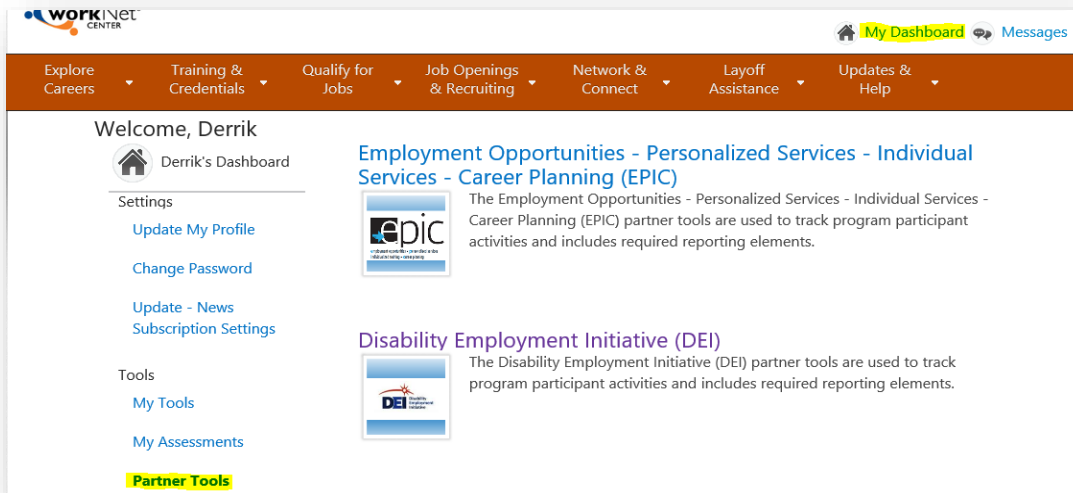 workNet
CENTER
My Dashboard Messages
Explore Careers
Training & Credentials
Qualify for Jobs
Job Openings & Recruiting
Network & Connect
Layoff Assistance
Updates & Help
Welcome, Derrik
Derrik's Dashboard
Settings
Update My Profile
Change Password
Update - News
Subscription Settings
Tools
My Tools
My Assessments
Partner Tools
Employment Opportunities - Personalized Services - Individual
Services - Career Planning (EPIC)
epic
The Employment Opportunities - Personalized Services - Individual Services -
Career Planning (EPIC) partner tools are used to track program participant
activities and includes required reporting elements.
Disability Employment Initiative (DEI)
DEI
Disability
Employment
Initiative
The Disability Employment Initiative (DEI) partner tools are used to track
program participant activities and includes required reporting elements.